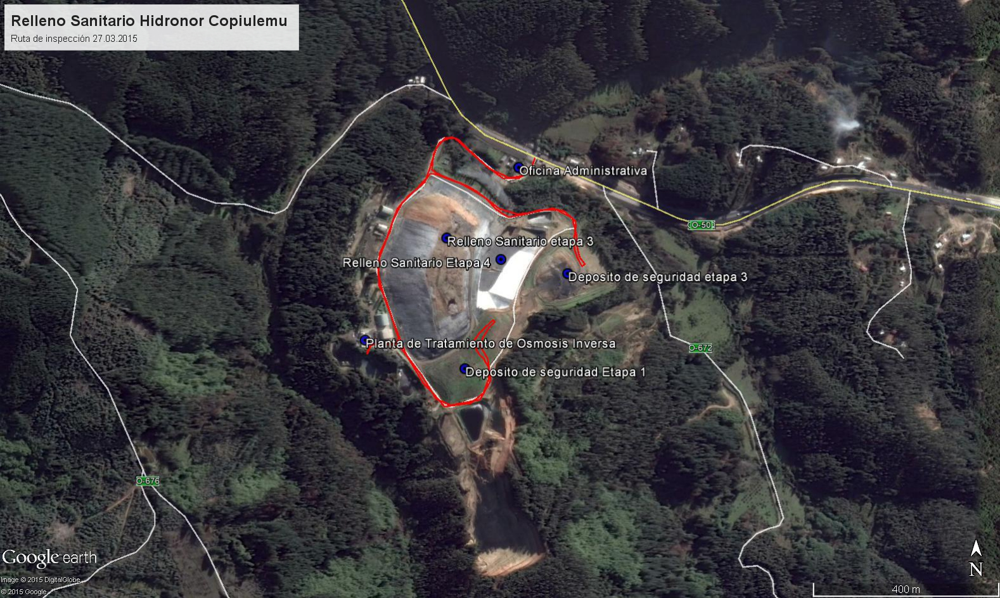 Relleno Sanitario Hidronor Copiulemu
Ruta de inspección 27.03.2015
Oficina Administrativa
O-50
Relleno Sanitario etapa 3
Relleno Sanitario Etapa 4
Deposito de seguridad etapa 3
Planta de Tratamiento de Osmosis Inversa
O-672
Deposito de seguridad Etapa 1
O-676
Google earth
Image © 2015 DigitalGlobe
© 2015 Google
N
400 m